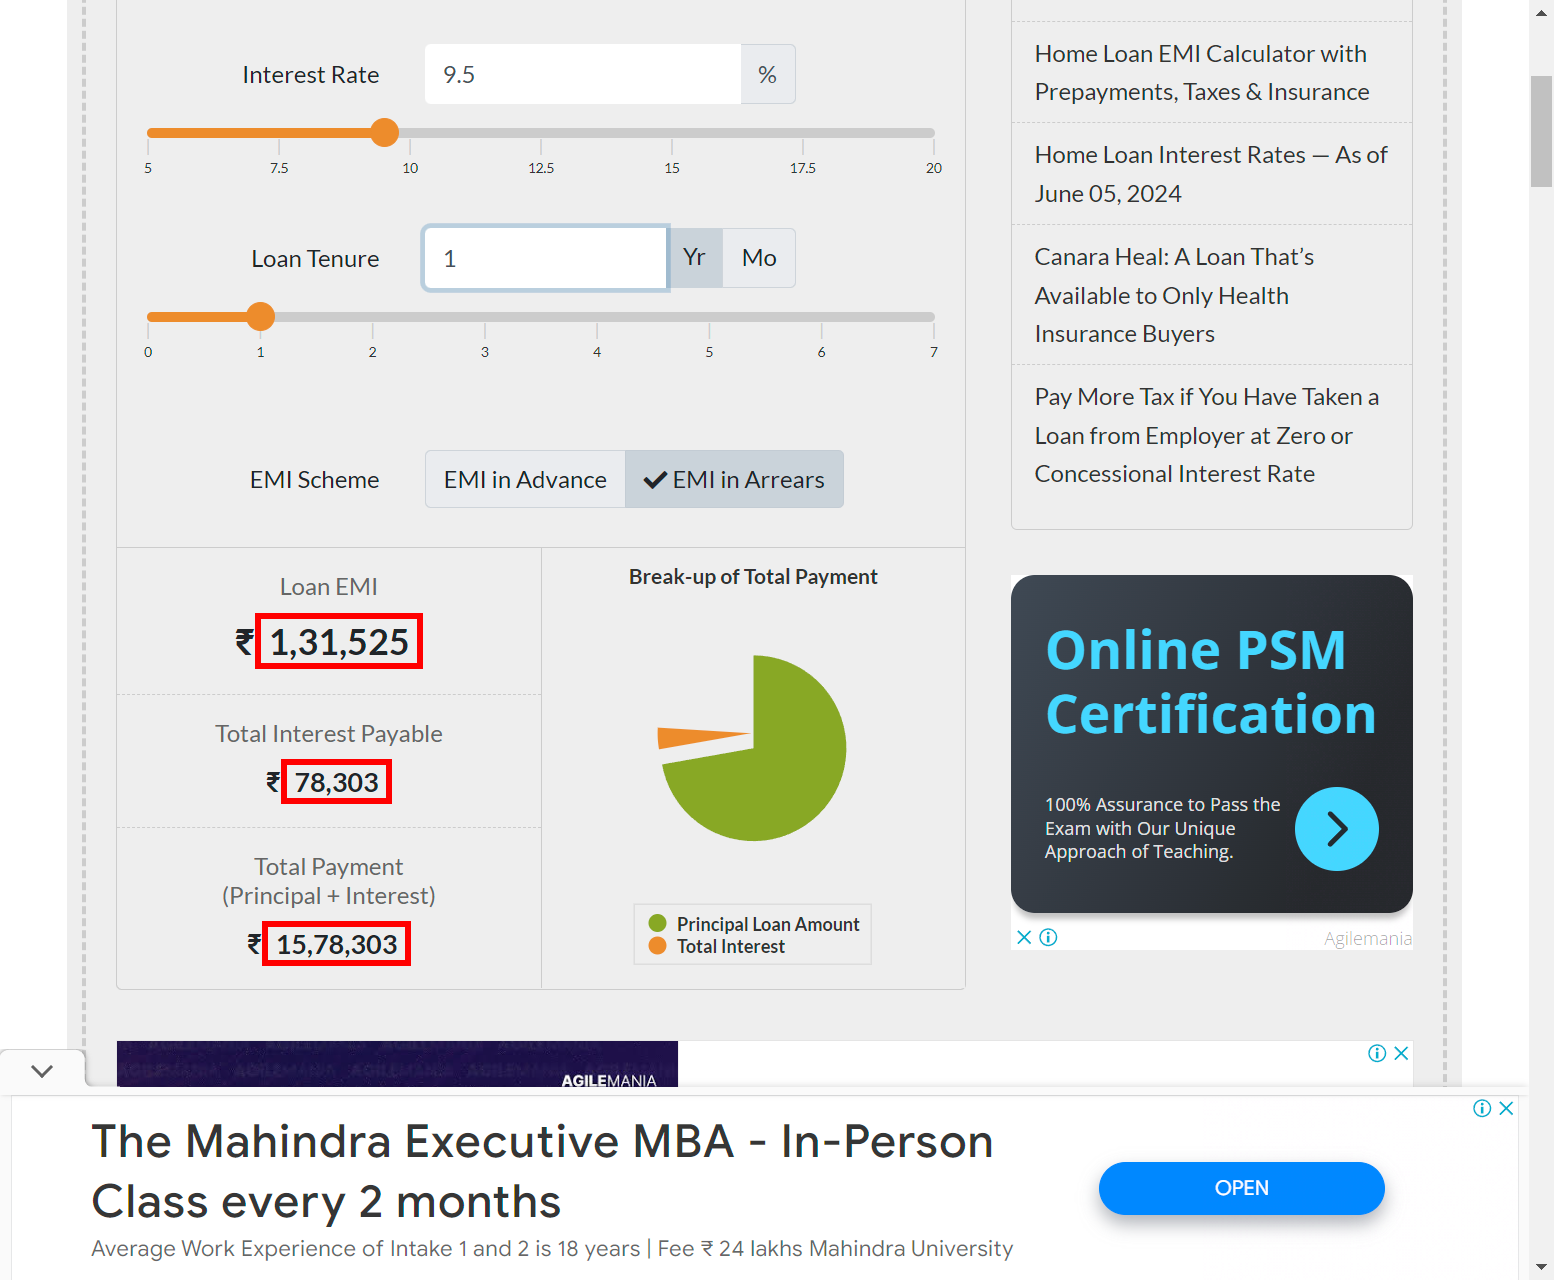 Interest Rate
9.5
%
5
7.5
10
12.5
15
17.5
20
Loan Tenure
1
Yr
Mo
0
1
2
3
4
5
6
7
EMI Scheme
EMI in Advance
EMI in Arrears
Loan EMI
₹ 1,31,525
Total Interest Payable
₹ 78,303
Total Payment
(Principal + Interest)
₹ 15,78,303
Break-up of Total Payment
Principal Loan Amount
Total Interest
Home Loan EMI Calculator with
Prepayments, Taxes & Insurance
Home Loan Interest Rates — As of
June 05, 2024
Canara Heal: A Loan That’s
Available to Only Health
Insurance Buyers
Pay More Tax if You Have Taken a
Loan from Employer at Zero or
Concessional Interest Rate
Online PSM
Certification
100% Assurance to Pass the
Exam with Our Unique
Approach of Teaching.
Agilemania
AGILEMANIA
The Mahindra Executive MBA - In-Person
Class every 2 months
Average Work Experience of Intake 1 and 2 is 18 years | Fee ₹ 24 lakhs Mahindra University
OPEN